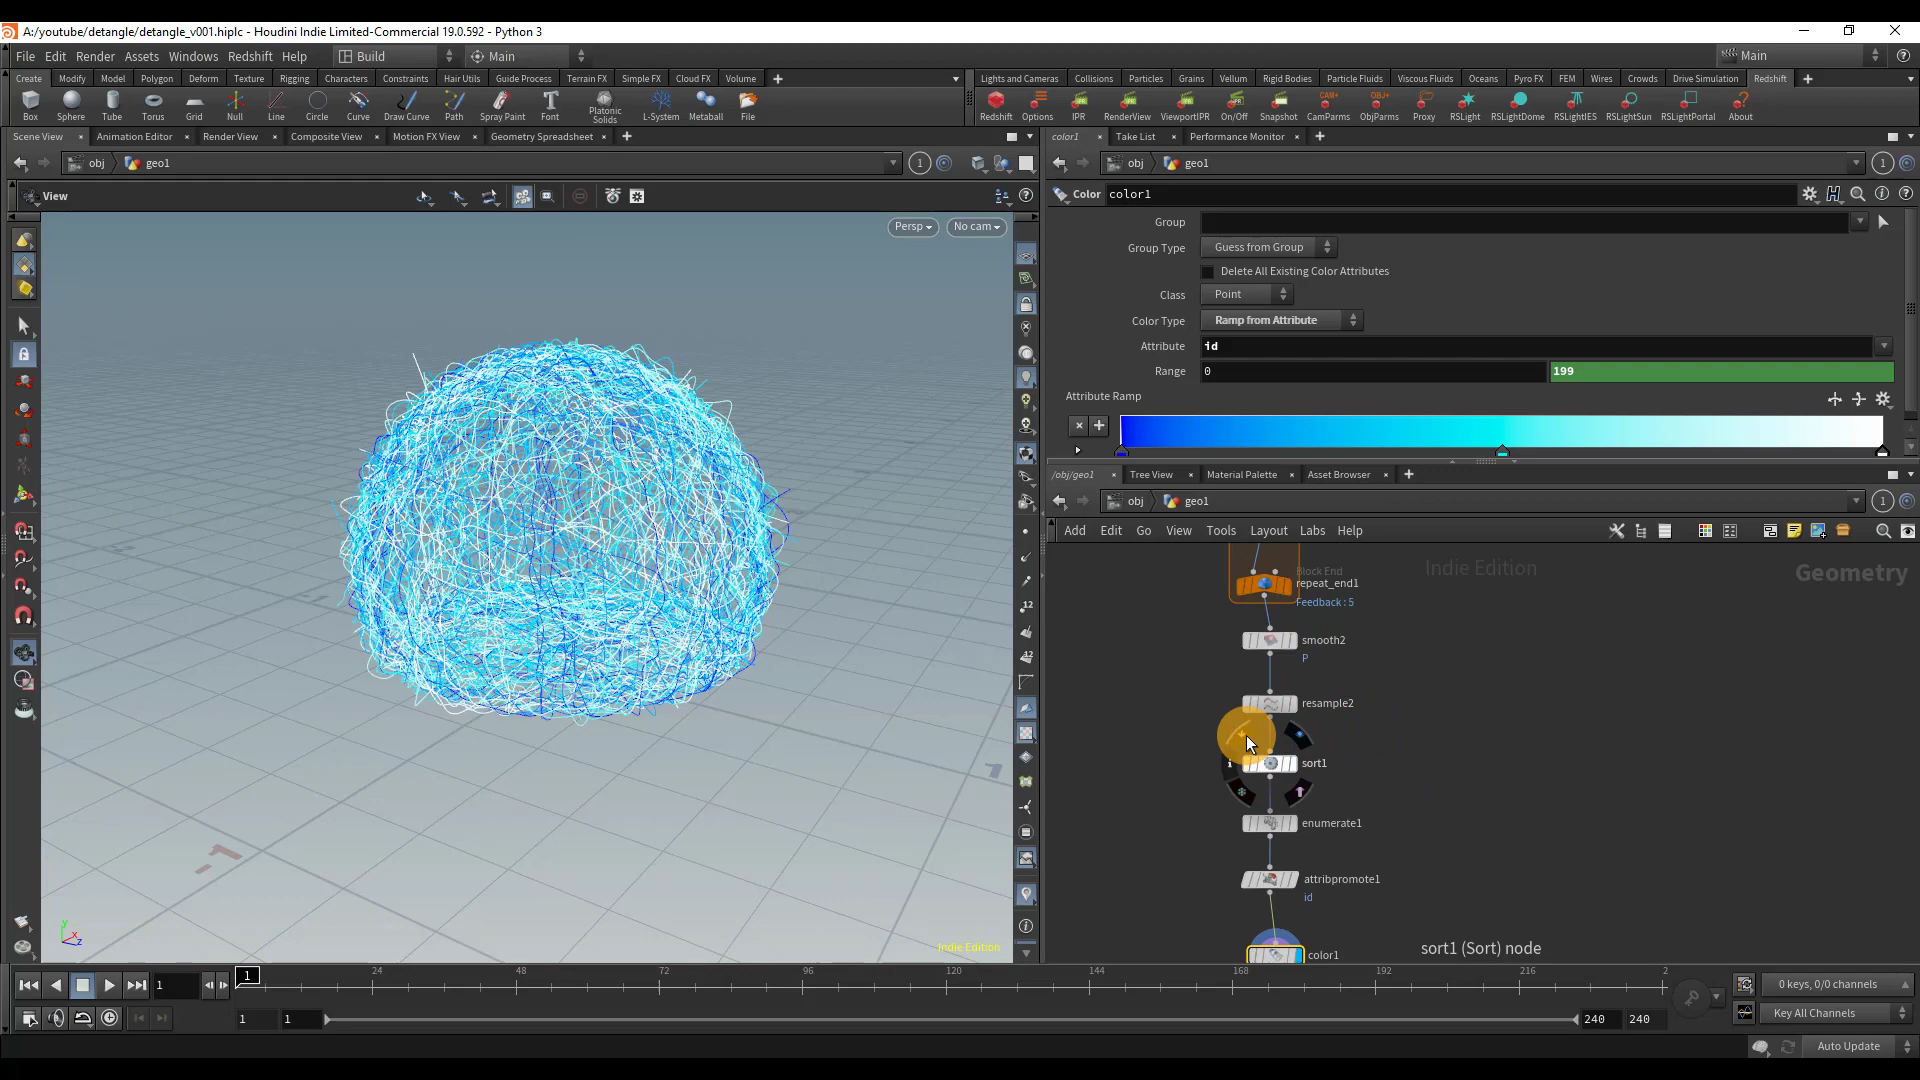 A:/youtube/detangle/detangle_v001.hiplc - Houdini Indie Limited-Commercial 19.0.592 - Python 3
File Edit Render Assets Windows Redshift Help Build Main Main
Create Modify Model Polygon Deform Texture Rigging Characters Constraints Hair Utils Guide Process Terrain FX Simple FX Cloud FX Volume
Lights and Cameras Collisions Particles Grains Vellum Rigid Bodies Particle Fluids Viscous Fluids Oceans Pyro FX FEM Wires Crowds Drive Simulation Redshift
Box Sphere Tube Torus Grid Null Line Circle Curve Draw Curve Path Spray Paint Font Platonic Solids L-System Metaball File
Redshift Options IPR RenderView ViewportIPR On/Off Snapshot CamParms ObjParms Proxy RSLight RSLightDome RSLightIES RSLightSun RSLightPortal About
Scene View Animation Editor Render View Composite View Motion FX View Geometry Spreadsheet
color1 Take List Performance Monitor
obj geo1 1
obj geo1 1
View
Color color1
Persp No cam
Group
Group Type Guess from Group
Delete All Existing Color Attributes
Class Point
Color Type Ramp from Attribute
Attribute id
Range 0 199
Attribute Ramp
/obj/geo1 Tree View Material Palette Asset Browser
obj geo1 1
Add Edit Go View Tools Layout Labs Help
Indie Edition Geometry
Block End
repeat_end1
Feedback : 5
smooth2
P
resample2
sort1
enumerate1
attribpromote1
id
color1
sort1 (Sort) node
Indie Edition
1 1 24 48 72 96 120 144 168 192 216 2
0 keys, 0/0 channels
1 1 240 240
Key All Channels
Auto Update